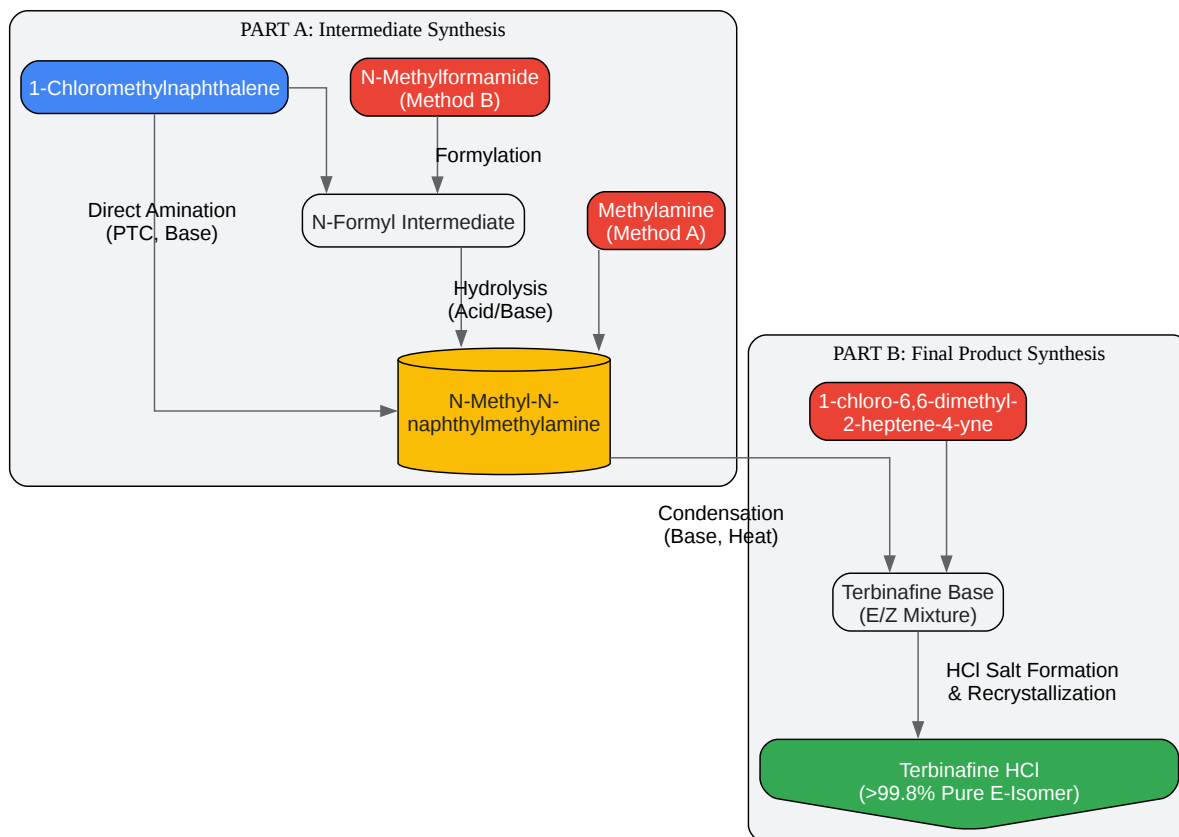 PART A: Intermediate Synthesis
1-Chloromethylnaphthalene
N-Methylformamide
(Method B)
Formylation
Direct Amination
(PTC, Base)
N-Formyl Intermediate
Methylamine
(Method A)
Hydrolysis
(Acid/Base)
N-Methyl-N-
naphthylmethylamine
PART B: Final Product Synthesis
1-chloro-6,6-dimethyl-
2-heptene-4-yne
Condensation
(Base, Heat)
Terbinafine Base
(E/Z Mixture)
HCl Salt Formation
& Recrystallization
Terbinafine HCl
(>99.8% Pure E-Isomer)